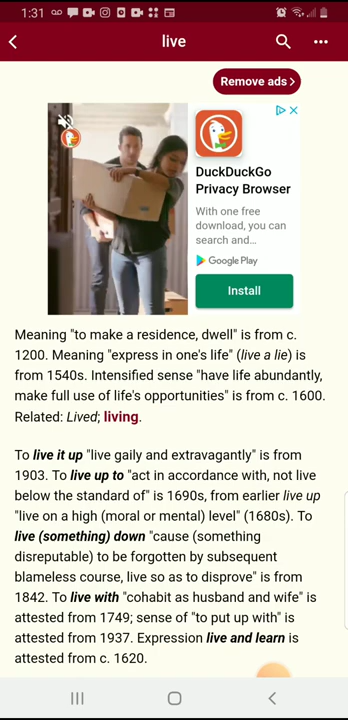 1:31
live
Remove ads >
DuckDuckGo
Privacy Browser
With one free
download, you can
search and...
Google Play
Install
Meaning "to make a residence, dwell" is from c.
1200. Meaning "express in one's life" (live a lie) is
from 1540s. Intensified sense "have life abundantly,
make full use of life's opportunities" is from c. 1600.
Related: Lived; living.
To live it up "live gaily and extravagantly" is from
1903. To live up to "act in accordance with, not live
below the standard of" is 1690s, from earlier live up
"live on a high (moral or mental) level" (1680s). To
live (something) down "cause (something
disreputable) to be forgotten by subsequent
blameless course, live so as to disprove" is from
1842. To live with "cohabit as husband and wife" is
attested from 1749; sense of "to put up with" is
attested from 1937. Expression live and learn is
attested from c. 1620.